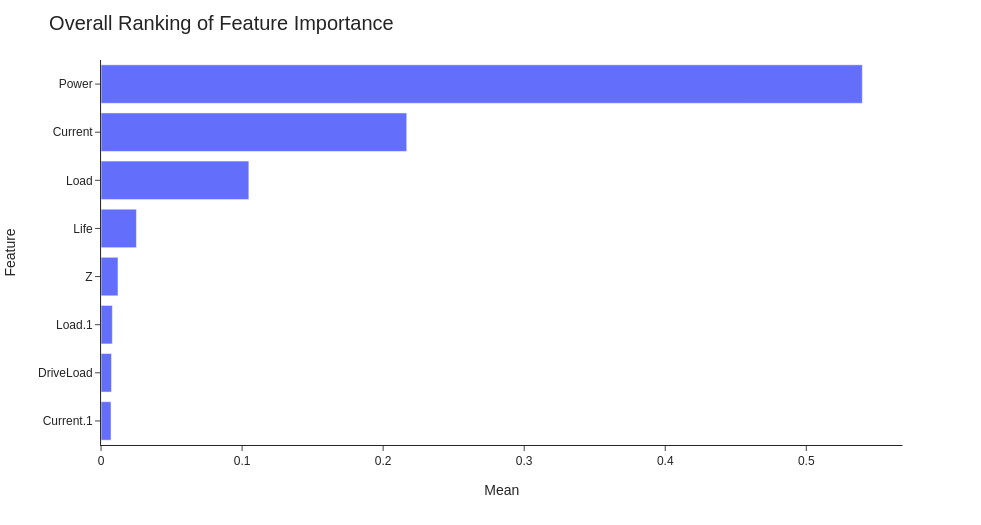 Overall Ranking of Feature Importance
Feature
Power
Current
Load
Life
Z
Load.1
DriveLoad
Current.1
0 0.1 0.2 0.3 0.4 0.5
Mean